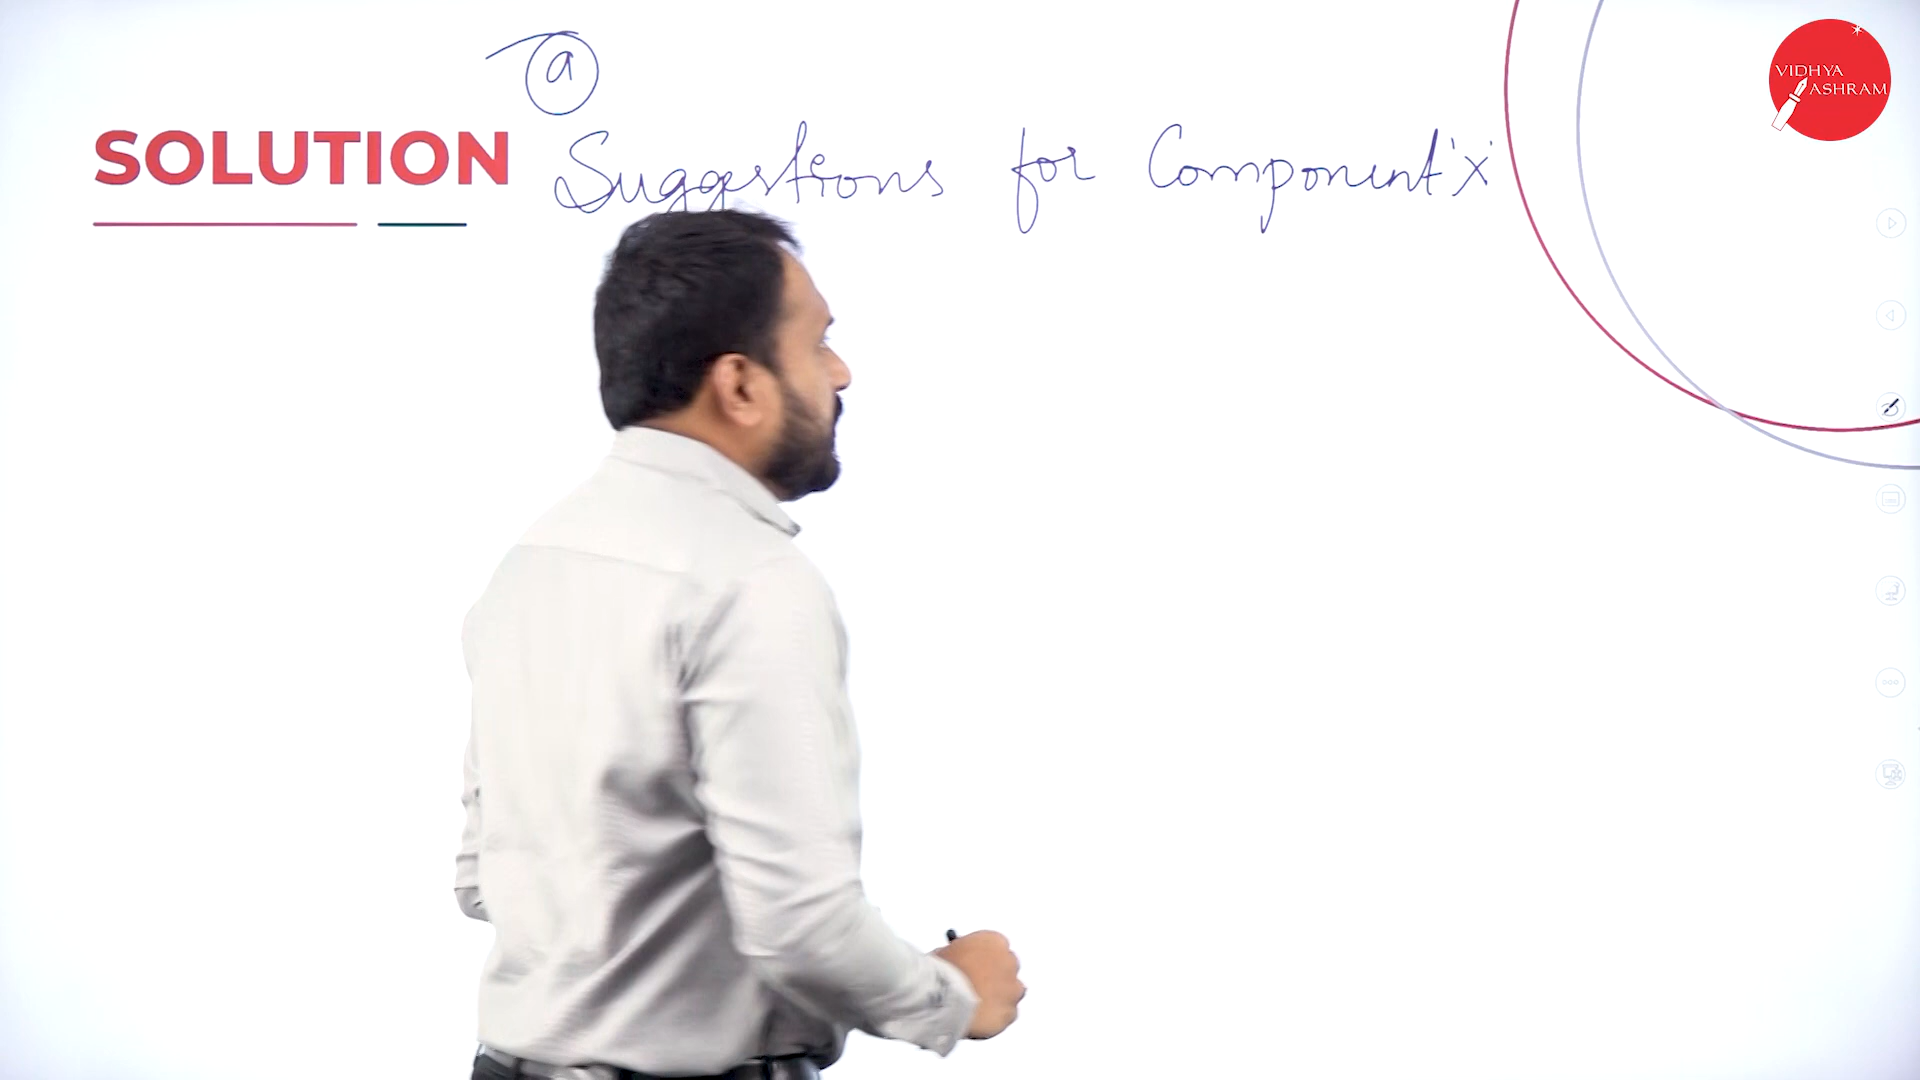 a
SOLUTION
Suggestions for Component 'X'
VIDHYA
ASHRAM